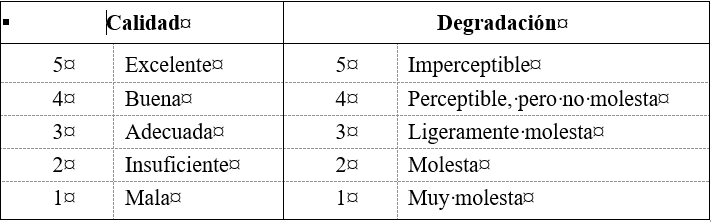 Calidad¤ Degradación¤
5¤ Excelente¤ 5¤ Imperceptible¤
4¤ Buena¤ 4¤ Perceptible,·pero·no·molesta¤
3¤ Adecuada¤ 3¤ Ligeramente·molesta¤
2¤ Insuficiente¤ 2¤ Molesta¤
1¤ Mala¤ 1¤ Muy·molesta¤